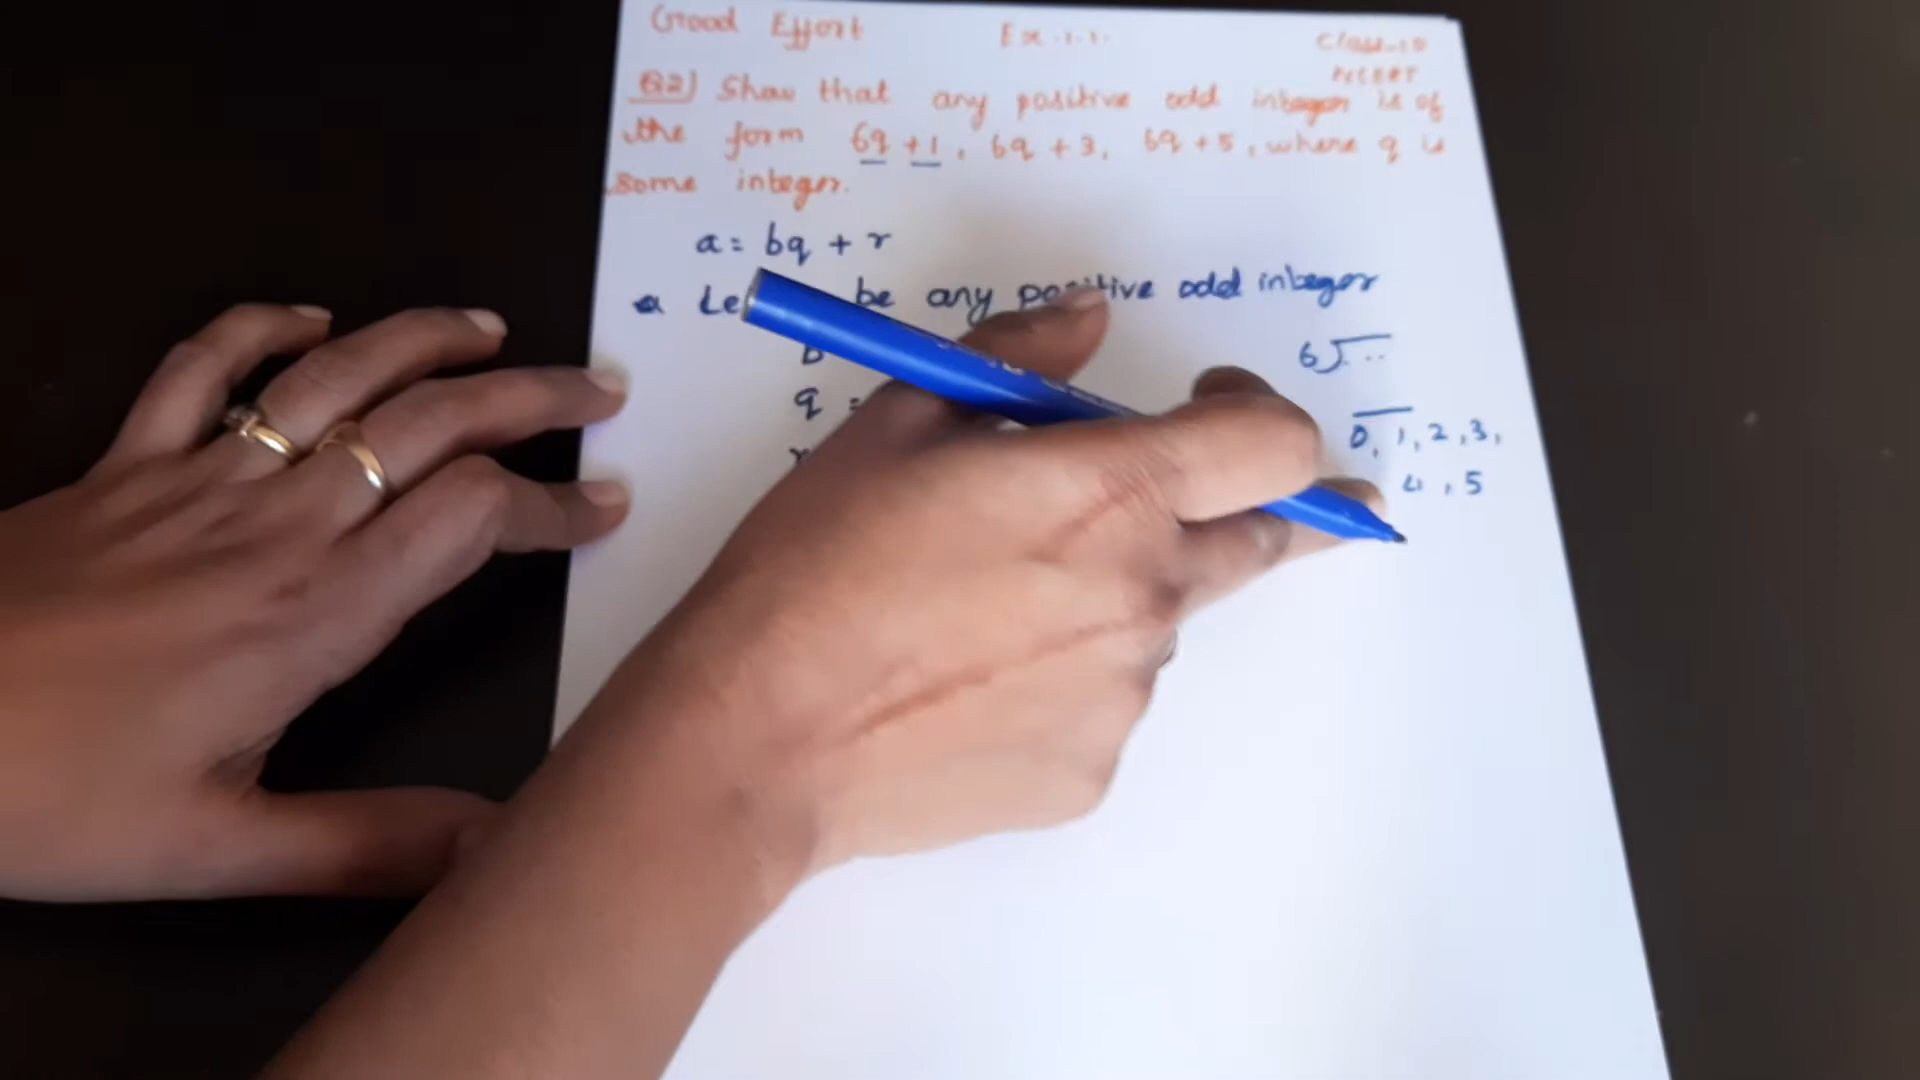 Good Effort Ex. 1.1. Class-10
NCERT
Q2) Show that any positive odd integer is of
the form 6q + 1, 6q + 3, 6q + 5, where q is
some integer.
a = bq + r
a Le be any positive odd integer
b
6
q =
0, 1, 2, 3,
r
4, 5